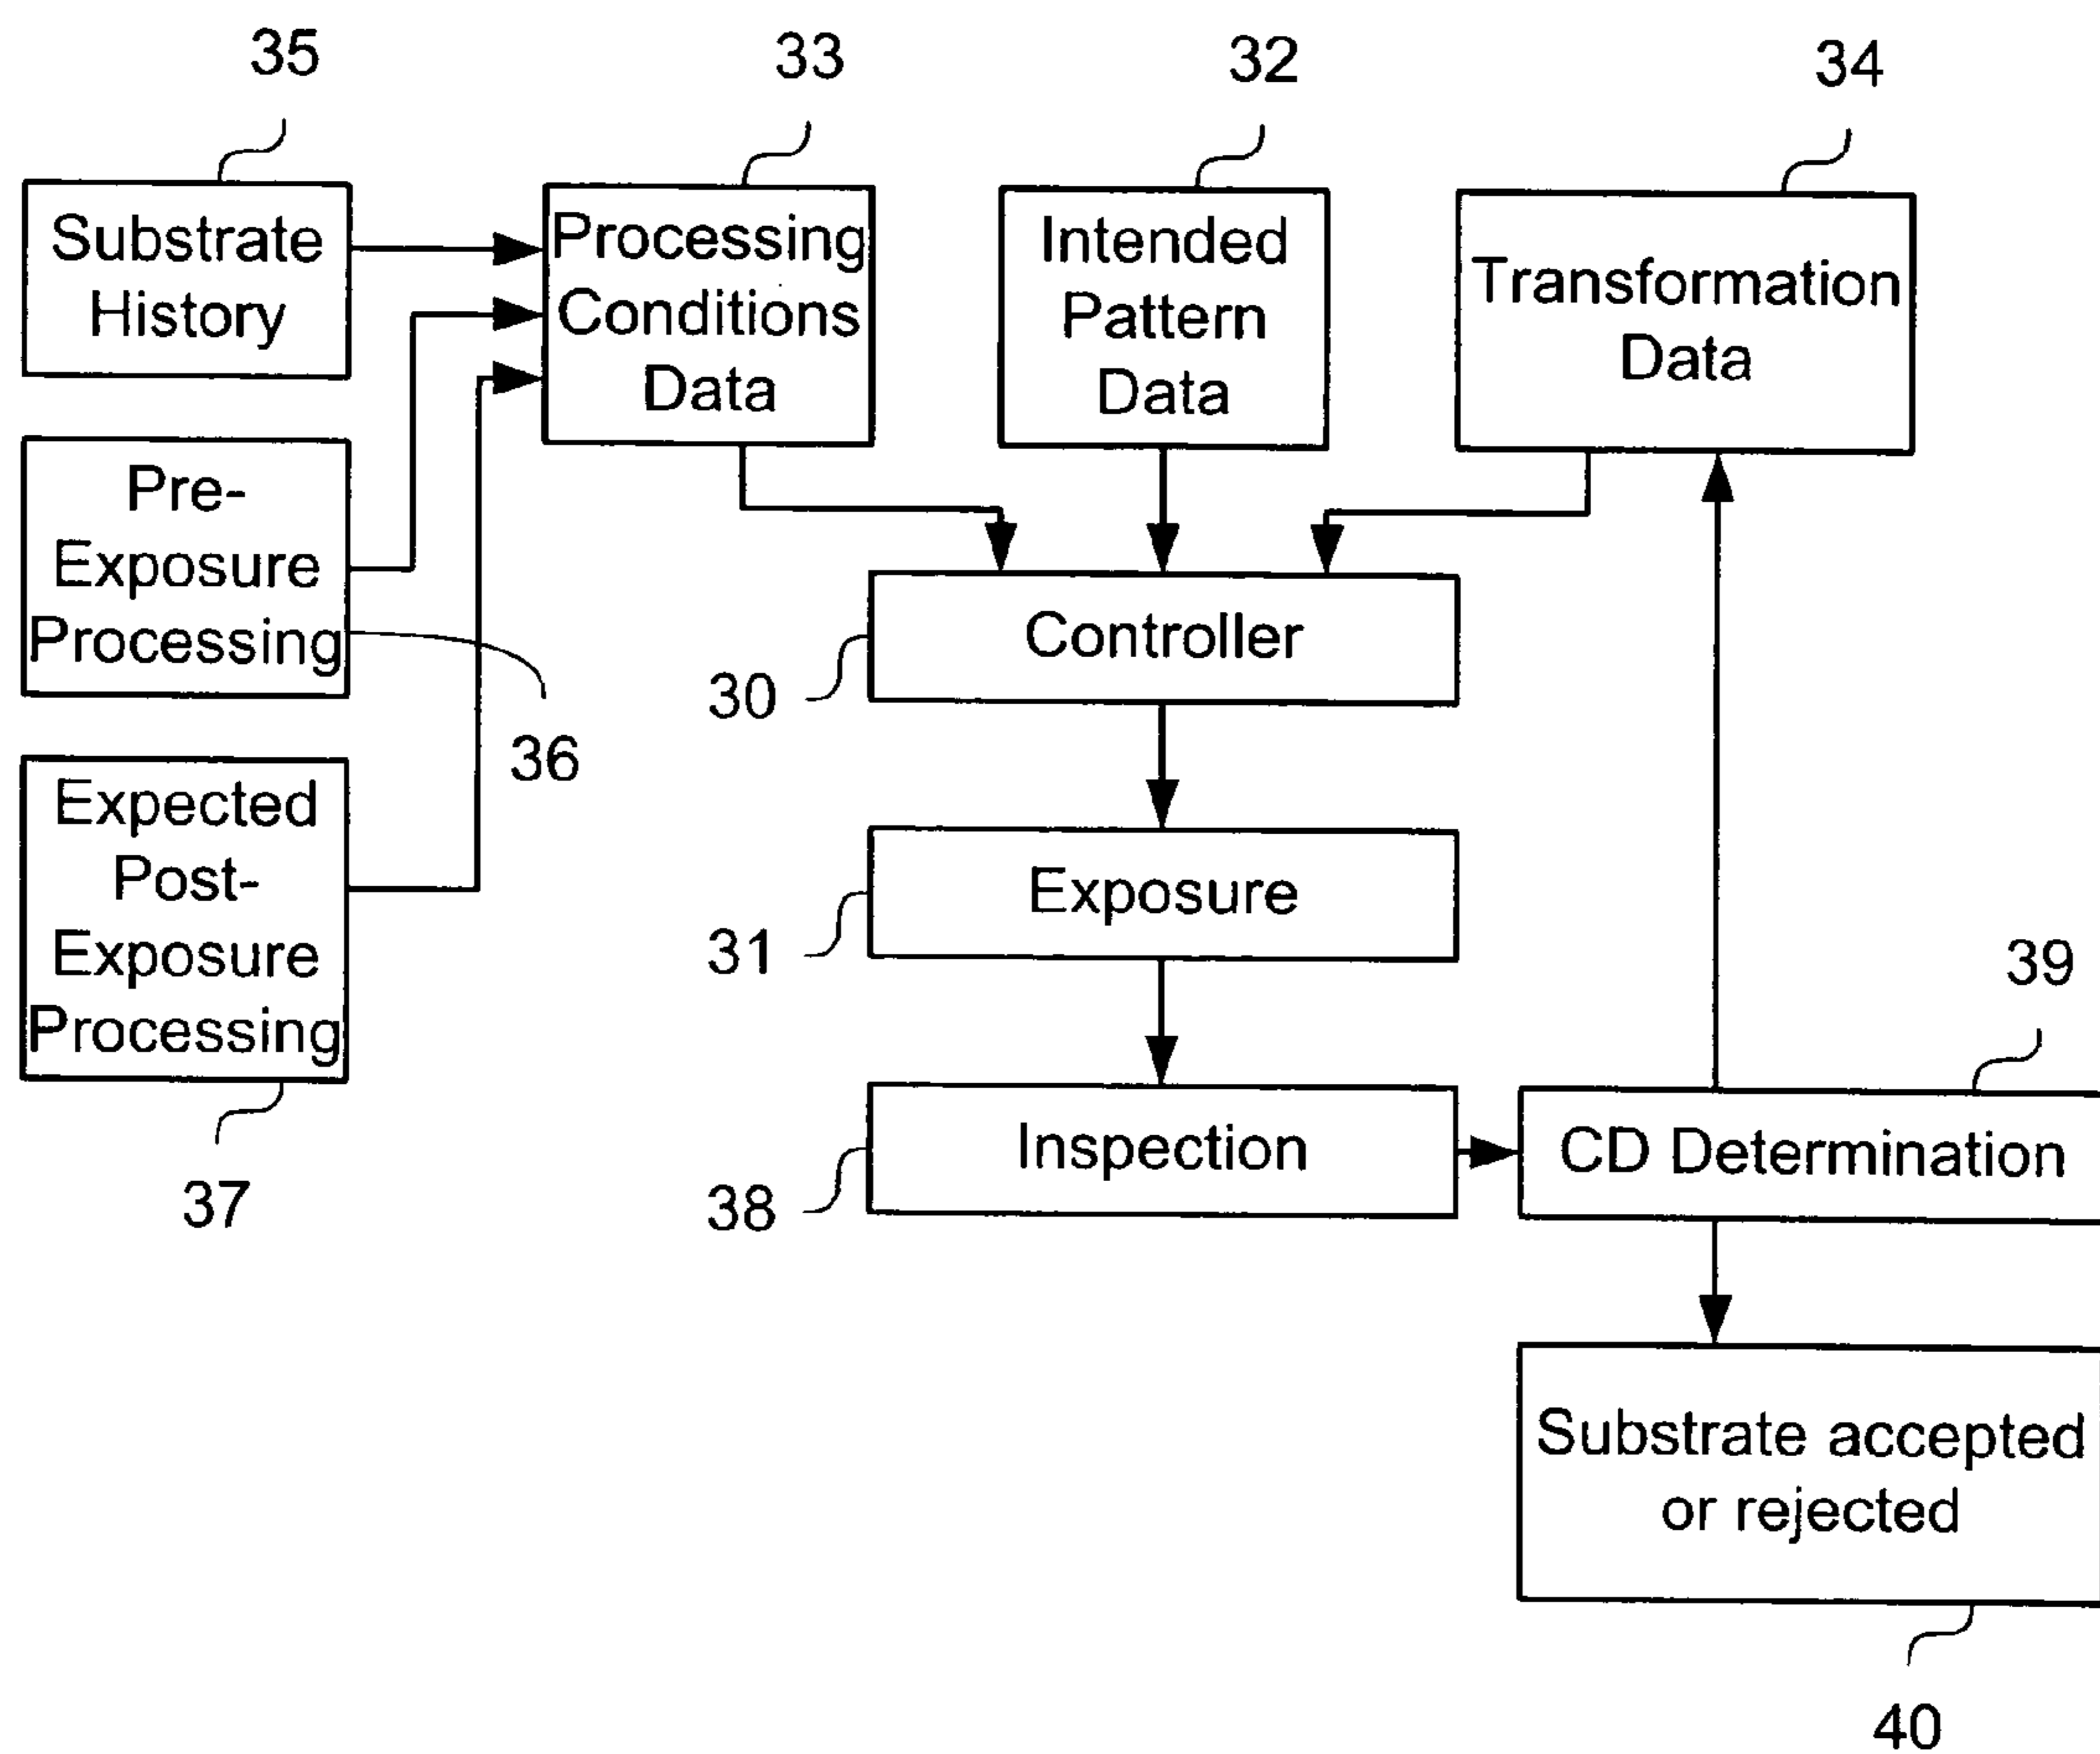 35
33
32
34
Substrate
History
Processing
Conditions
Data
Intended
Pattern
Data
Transformation
Data
Pre-
Exposure
Processing
36
Controller
30
Expected
Post-
Exposure
Processing
37
Exposure
31
39
Inspection
38
CD Determination
Substrate accepted
or rejected
40